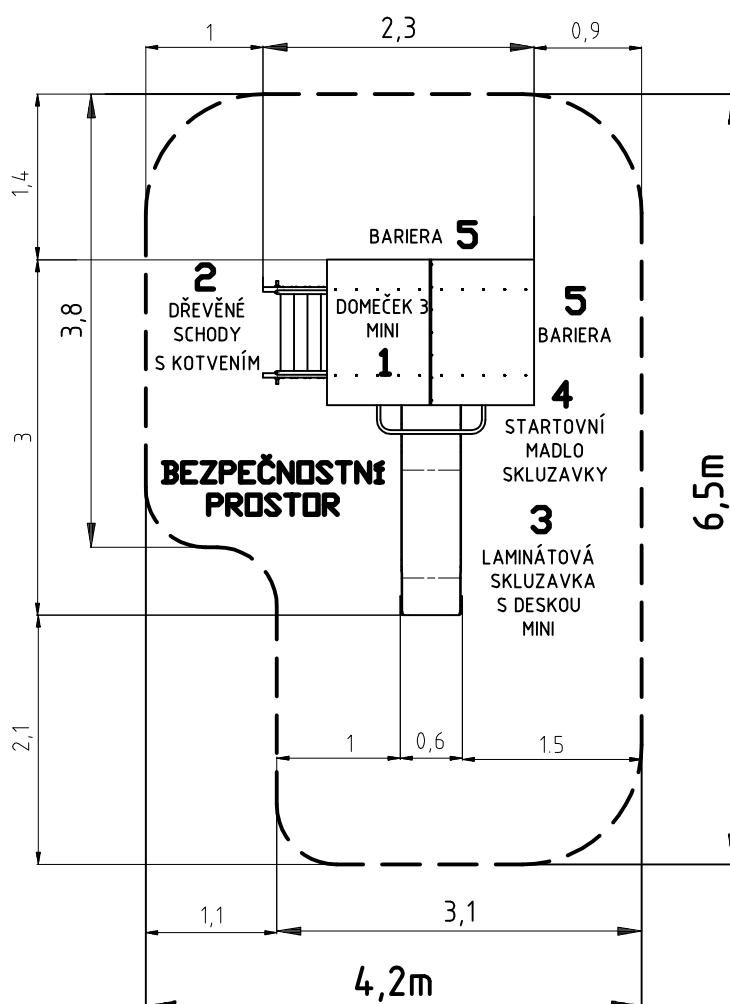 1
2,3
0,9
1,4
BARIERA 5
2
DŘEVĚNÉ
SCHODY
S KOTVENÍM
DOMEČEK 3
MINI
1
5
BARIERA
3,8
4
STARTOVNÍ
MADLO
SKLUZAVKY
3
BEZPEČNOSTNÍ
PROSTOR
6,5m
3
LAMINÁTOVÁ
SKLUZAVKA
S DESKOU
MINI
2,1
1
0,6
1.5
1,1
3,1
4,2m